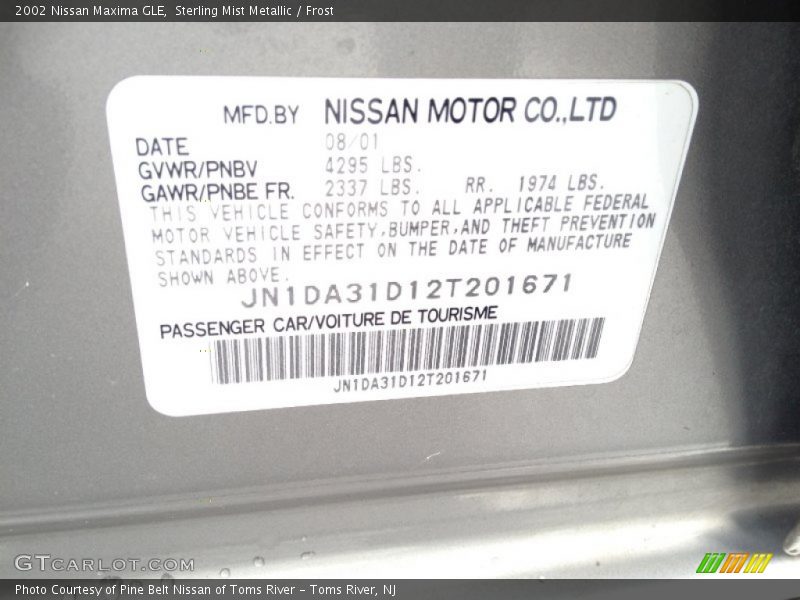 2002 Nissan Maxima GLE,  Sterling Mist Metallic / Frost
MFD.BY NISSAN MOTOR CO.,LTD
DATE 08/01
GVWR/PNBV 4295 LBS.
GAWR/PNBE FR. 2337 LBS. RR. 1974 LBS.
THIS VEHICLE CONFORMS TO ALL APPLICABLE FEDERAL
MOTOR VEHICLE SAFETY,BUMPER,AND THEFT PREVENTION
STANDARDS IN EFFECT ON THE DATE OF MANUFACTURE
SHOWN ABOVE.
JN1DA31D12T201671
PASSENGER CAR/VOITURE DE TOURISME
JN1DA31D12T201671
GTCARLOT.COM
Photo Courtesy of Pine Belt Nissan of Toms River – Toms River, NJ